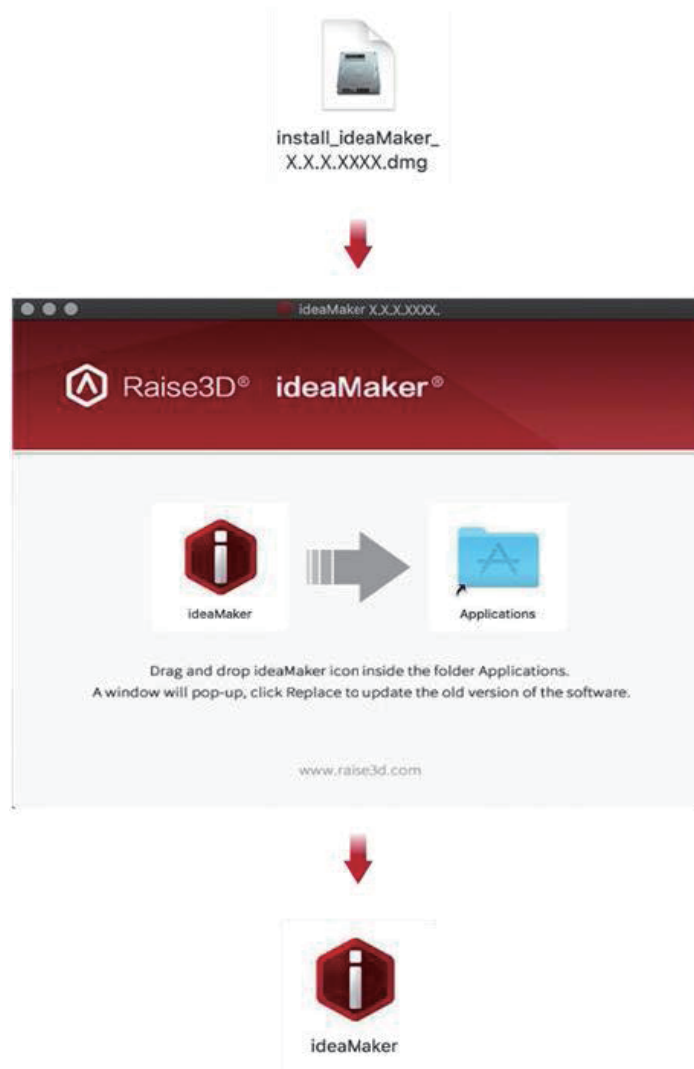 install_ideaMaker_
X.X.X.XXXX.dmg
ideaMaker X.X.X.XXXX.
Raise3D® ideaMaker®
ideaMaker
Applications
Drag and drop ideaMaker icon inside the folder Applications.
A window will pop-up, click Replace to update the old version of the software.
www.raise3d.com
ideaMaker